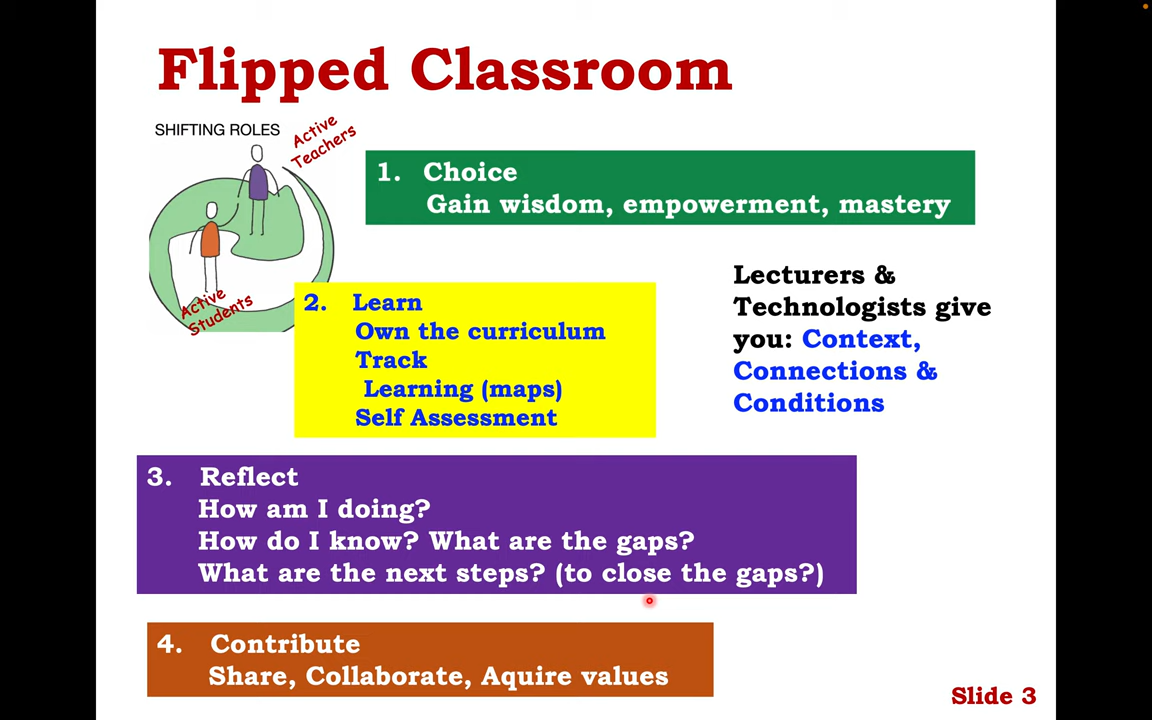 Flipped Classroom
SHIFTING ROLES
Active
Teachers
Active
Students
1. Choice
Gain wisdom, empowerment, mastery
2. Learn
Own the curriculum
Track
Learning (maps)
Self Assessment
Lecturers &
Technologists give
you: Context,
Connections &
Conditions
3. Reflect
How am I doing?
How do I know? What are the gaps?
What are the next steps? (to close the gaps?)
4. Contribute
Share, Collaborate, Aquire values
Slide 3